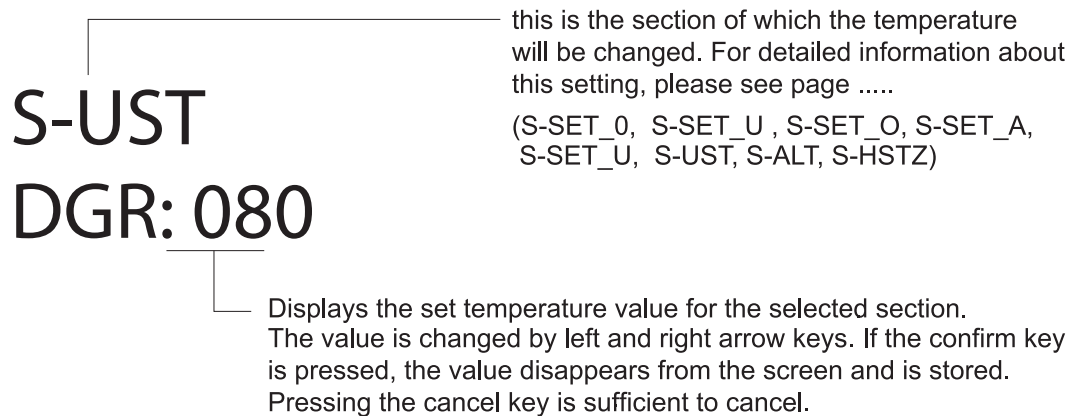 this is the section of which the temperature
will be changed. For detailed information about
this setting, please see page .....
(S-SET_0, S-SET_U , S-SET_O, S-SET_A,
S-SET_U, S-UST, S-ALT, S-HSTZ)
S-UST
DGR: 080
Displays the set temperature value for the selected section.
The value is changed by left and right arrow keys. If the confirm key
is pressed, the value disappears from the screen and is stored.
Pressing the cancel key is sufficient to cancel.